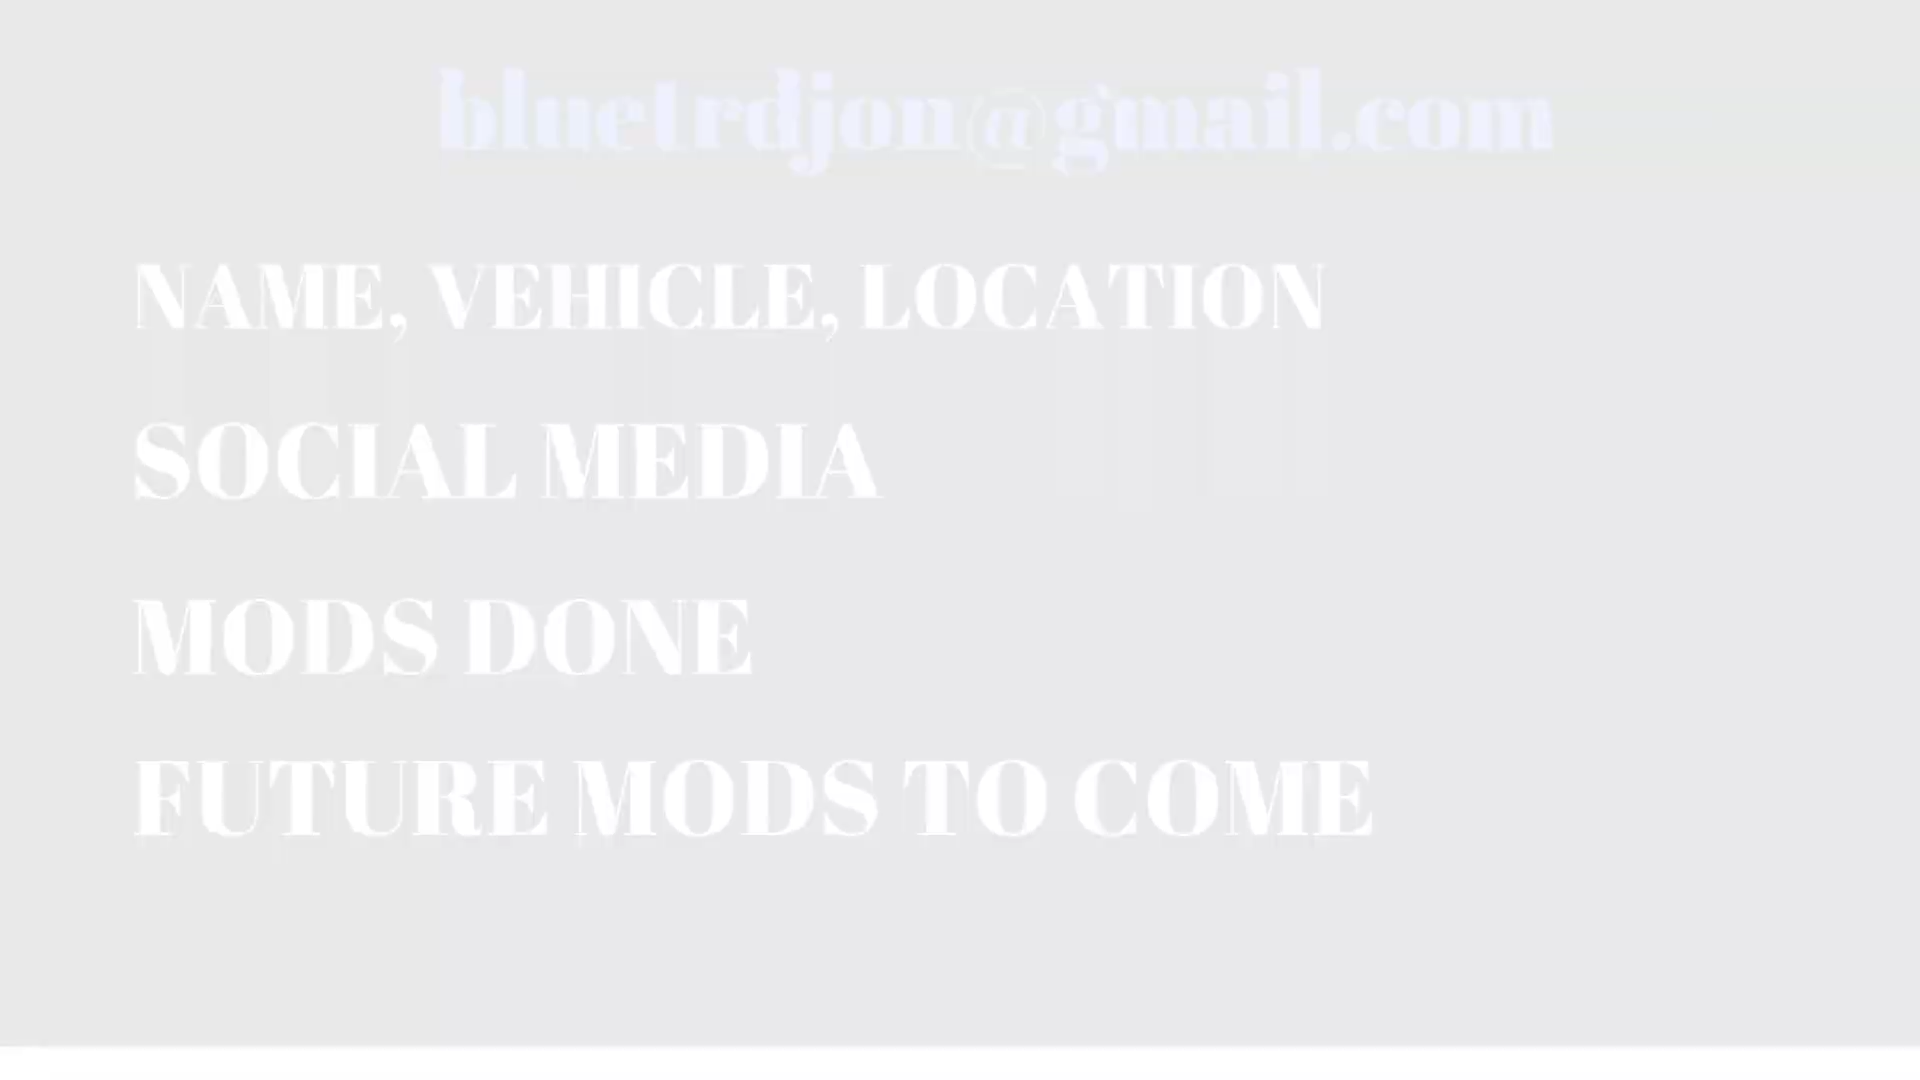 bluetrdjon@gmail.com
NAME, VEHICLE, LOCATION
SOCIAL MEDIA
MODS DONE
FUTURE MODS TO COME